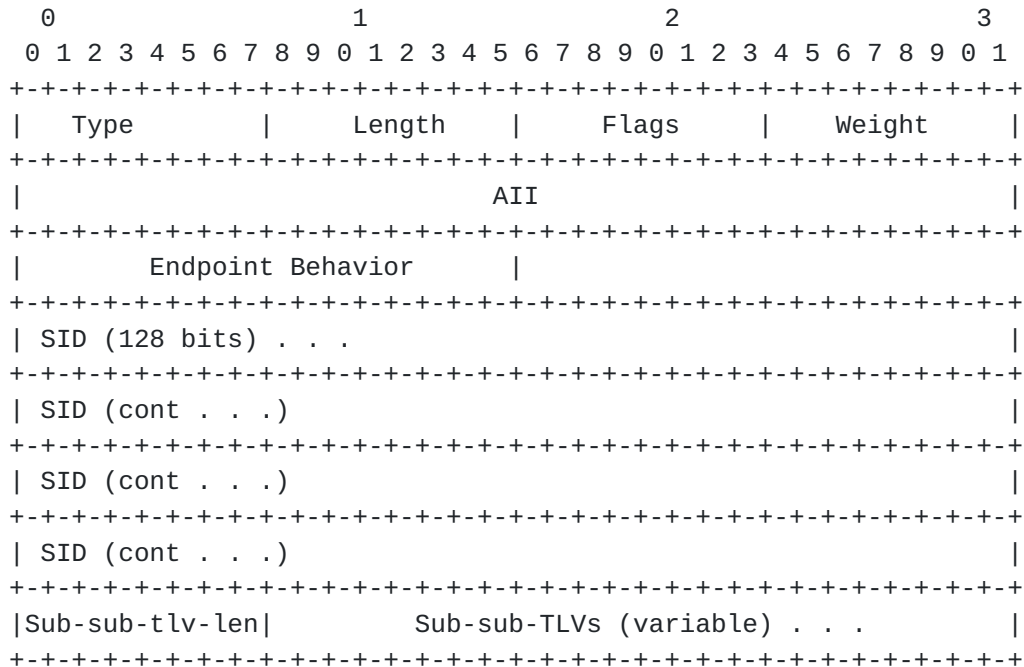 0                   1                   2                   3
 0 1 2 3 4 5 6 7 8 9 0 1 2 3 4 5 6 7 8 9 0 1 2 3 4 5 6 7 8 9 0 1
+-+-+-+-+-+-+-+-+-+-+-+-+-+-+-+-+-+-+-+-+-+-+-+-+-+-+-+-+-+-+-+-+
|   Type        |     Length    |     Flags     |    Weight     |
+-+-+-+-+-+-+-+-+-+-+-+-+-+-+-+-+-+-+-+-+-+-+-+-+-+-+-+-+-+-+-+-+
|                              AII                              |
+-+-+-+-+-+-+-+-+-+-+-+-+-+-+-+-+-+-+-+-+-+-+-+-+-+-+-+-+-+-+-+-+
|        Endpoint Behavior      |
+-+-+-+-+-+-+-+-+-+-+-+-+-+-+-+-+-+-+-+-+-+-+-+-+-+-+-+-+-+-+-+-+
| SID (128 bits) . . .                                          |
+-+-+-+-+-+-+-+-+-+-+-+-+-+-+-+-+-+-+-+-+-+-+-+-+-+-+-+-+-+-+-+-+
| SID (cont . . .)                                              |
+-+-+-+-+-+-+-+-+-+-+-+-+-+-+-+-+-+-+-+-+-+-+-+-+-+-+-+-+-+-+-+-+
| SID (cont . . .)                                              |
+-+-+-+-+-+-+-+-+-+-+-+-+-+-+-+-+-+-+-+-+-+-+-+-+-+-+-+-+-+-+-+-+
| SID (cont . . .)                                              |
+-+-+-+-+-+-+-+-+-+-+-+-+-+-+-+-+-+-+-+-+-+-+-+-+-+-+-+-+-+-+-+-+
|Sub-sub-tlv-len|         Sub-sub-TLVs (variable) . . .         |
+-+-+-+-+-+-+-+-+-+-+-+-+-+-+-+-+-+-+-+-+-+-+-+-+-+-+-+-+-+-+-+-+